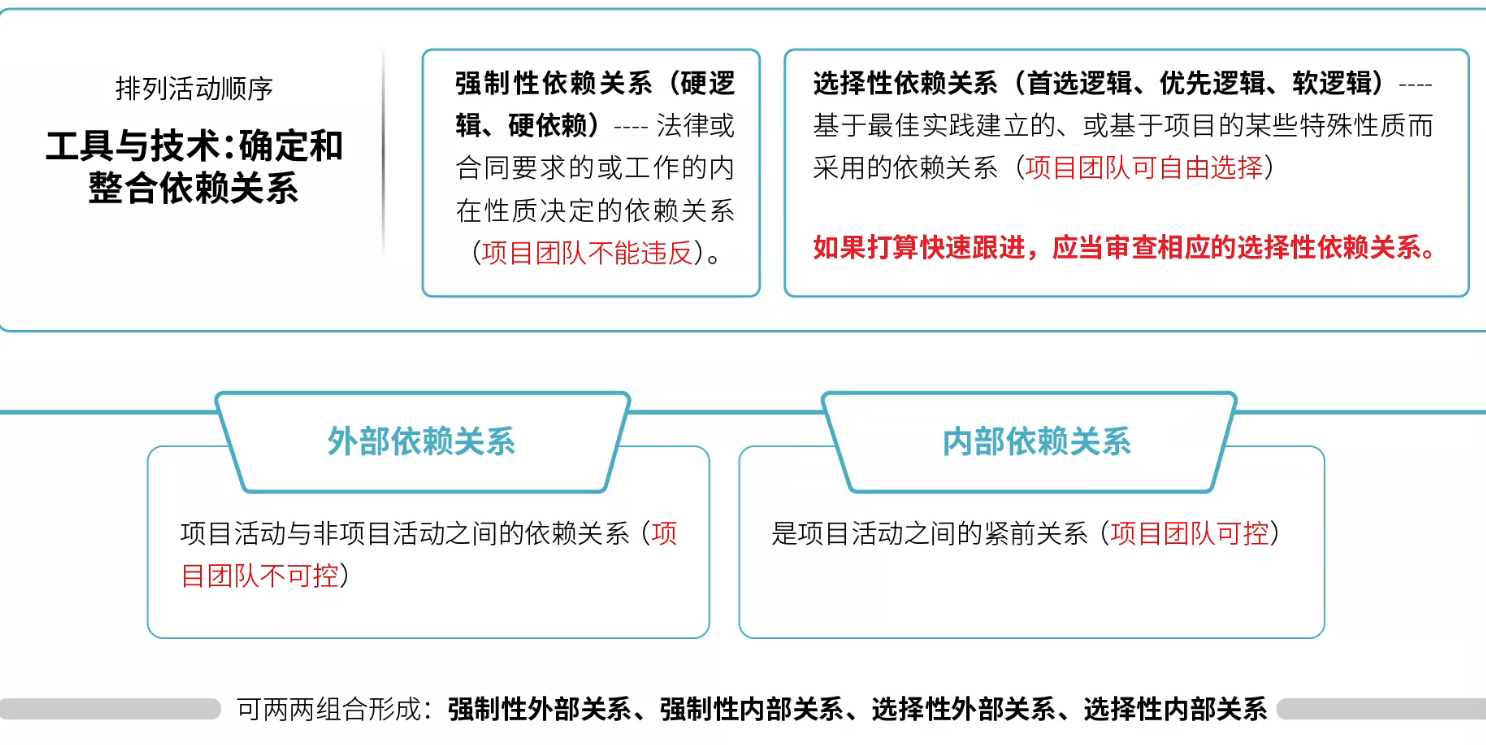 排列活动顺序
工具与技术：确定和
整合依赖关系
强制性依赖关系（硬逻
辑、硬依赖）---- 法律或
合同要求的或工作的内
在性质决定的依赖关系
（项目团队不能违反）。
选择性依赖关系（首选逻辑、优先逻辑、软逻辑）----
基于最佳实践建立的、或基于项目的某些特殊性质而
采用的依赖关系（项目团队可自由选择）
如果打算快速跟进，应当审查相应的选择性依赖关系。
外部依赖关系
项目活动与非项目活动之间的依赖关系（项
目团队不可控）
内部依赖关系
是项目活动之间的紧前关系（项目团队可控）
可两两组合形成：强制性外部关系、强制性内部关系、选择性外部关系、选择性内部关系